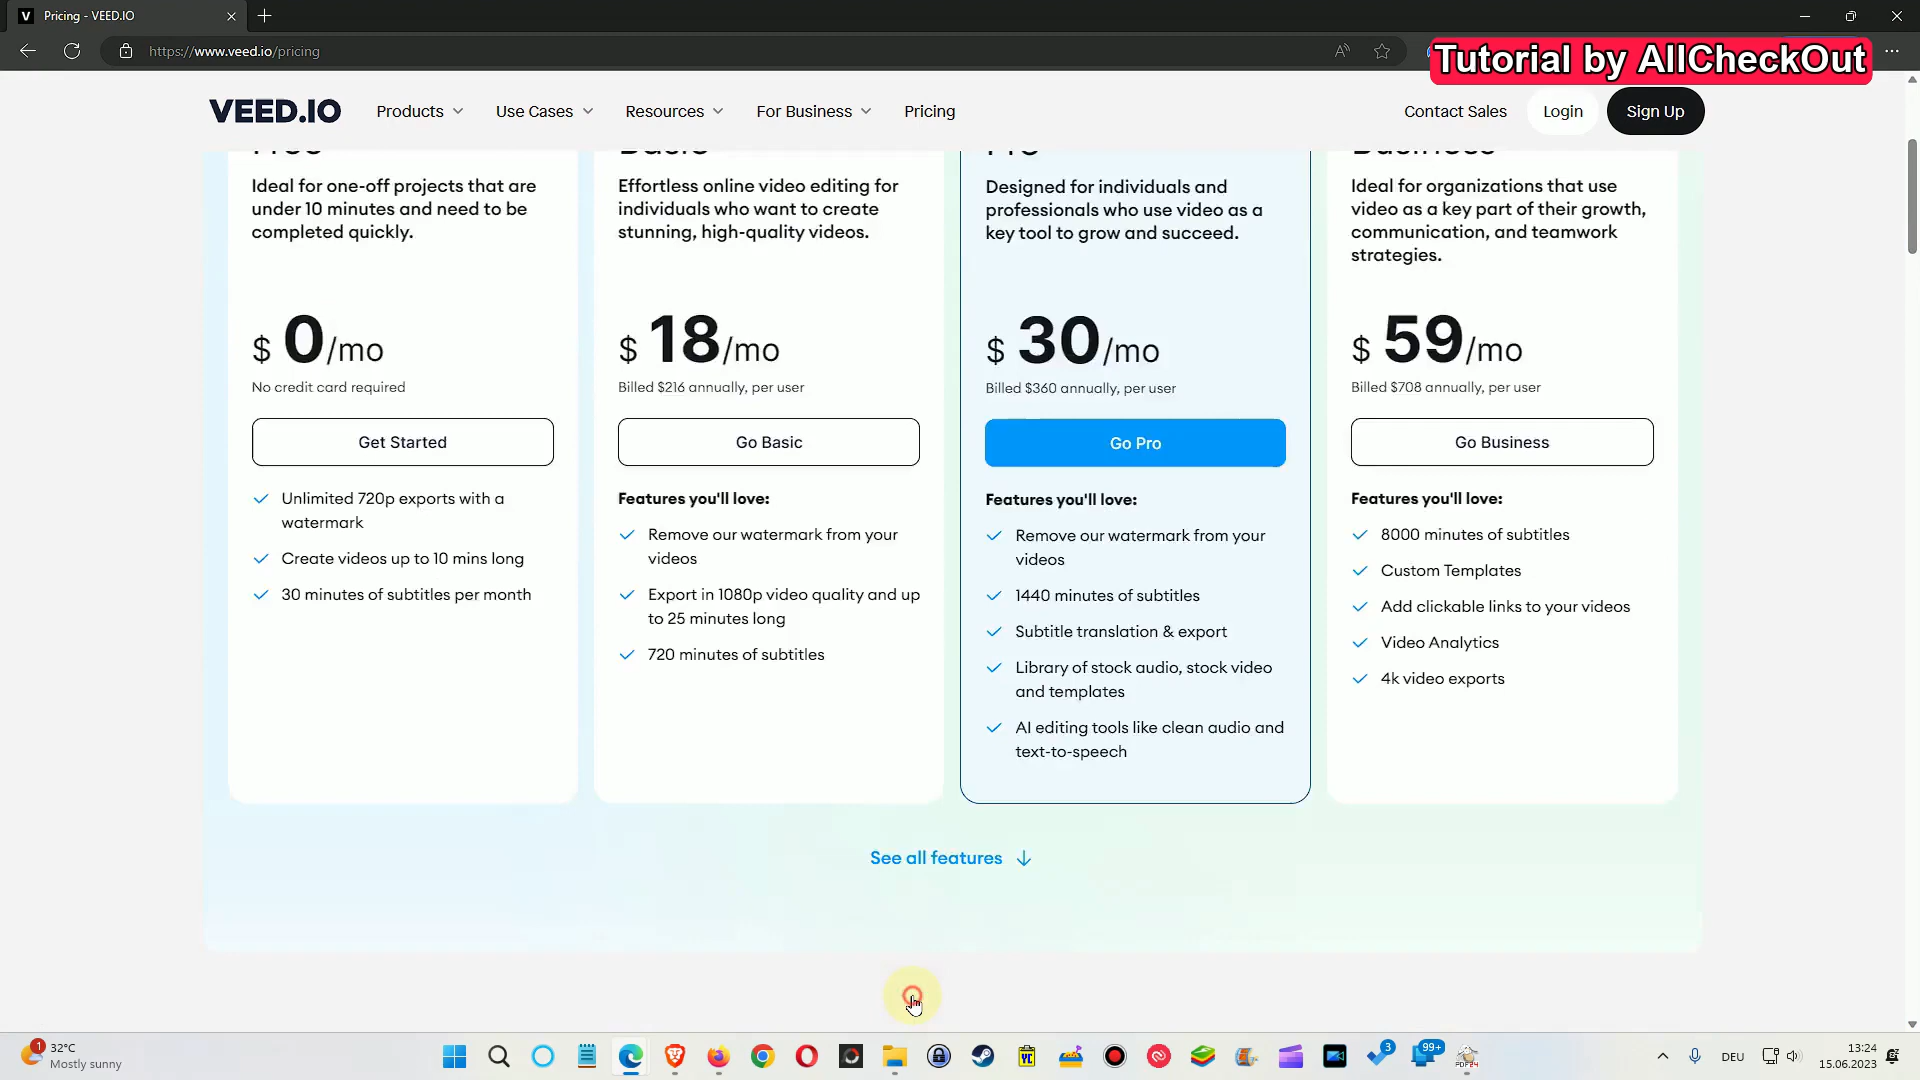 Pricing - VEED.IO
https://www.veed.io/pricing
Tutorial by AllCheckOut
VEED.IO
Products
Use Cases
Resources
For Business
Pricing
Contact Sales
Login
Sign Up
Free
Ideal for one-off projects that are
under 10 minutes and need to be
completed quickly.
$ 0/mo
No credit card required
Get Started
Unlimited 720p exports with a
watermark
Create videos up to 10 mins long
30 minutes of subtitles per month
Basic
Effortless online video editing for
individuals who want to create
stunning, high-quality videos.
$ 18/mo
Billed $216 annually, per user
Go Basic
Features you'll love:
Remove our watermark from your
videos
Export in 1080p video quality and up
to 25 minutes long
720 minutes of subtitles
Pro
Designed for individuals and
professionals who use video as a
key tool to grow and succeed.
$ 30/mo
Billed $360 annually, per user
Go Pro
Features you'll love:
Remove our watermark from your
videos
1440 minutes of subtitles
Subtitle translation & export
Library of stock audio, stock video
and templates
AI editing tools like clean audio and
text-to-speech
Business
Ideal for organizations that use
video as a key part of their growth,
communication, and teamwork
strategies.
$ 59/mo
Billed $708 annually, per user
Go Business
Features you'll love:
8000 minutes of subtitles
Custom Templates
Add clickable links to your videos
Video Analytics
4k video exports
See all features
1
32°C
Mostly sunny
3
99+
DEU
13:24
15.06.2023